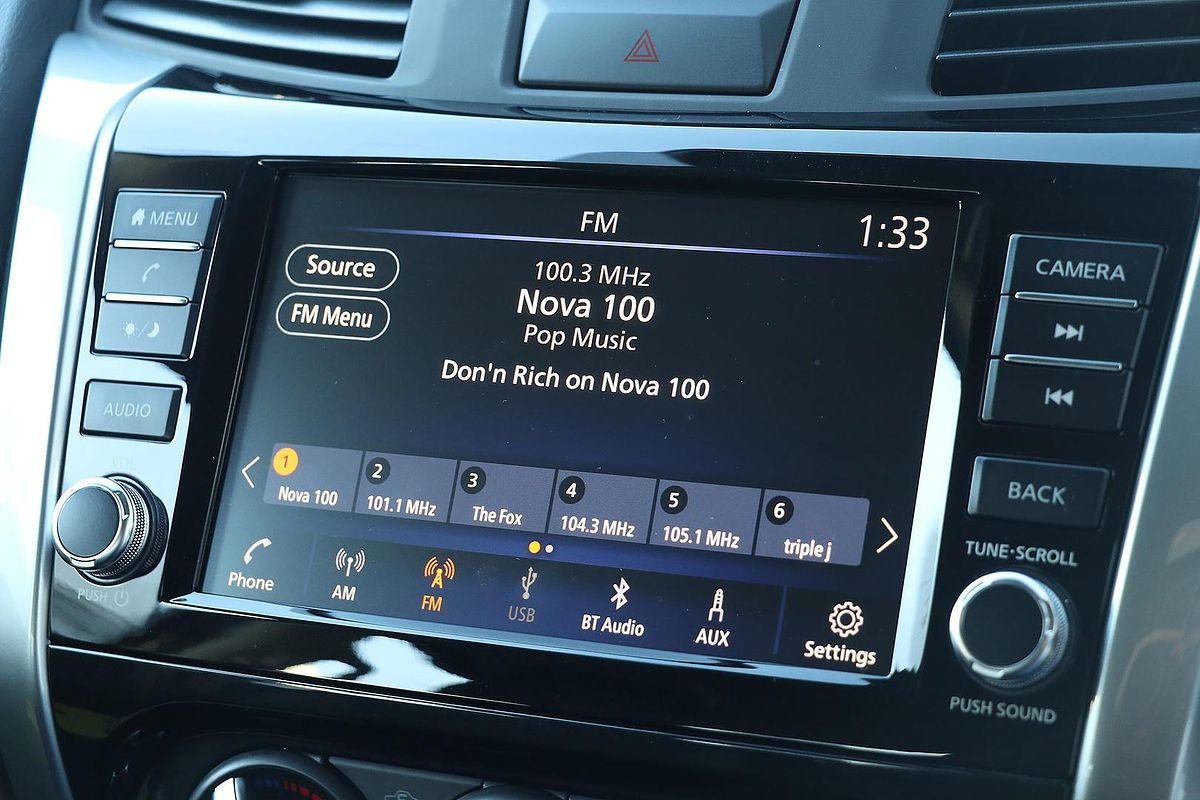 MENU
AUDIO
VOL
PUSH
FM
1:33
Source
FM Menu
100.3 MHz
Nova 100
Pop Music
Don'n Rich on Nova 100
1
Nova 100
2
101.1 MHz
3
The Fox
4
104.3 MHz
5
105.1 MHz
6
triple j
Phone
AM
FM
USB
BT Audio
AUX
Settings
CAMERA
BACK
TUNE·SCROLL
PUSH SOUND